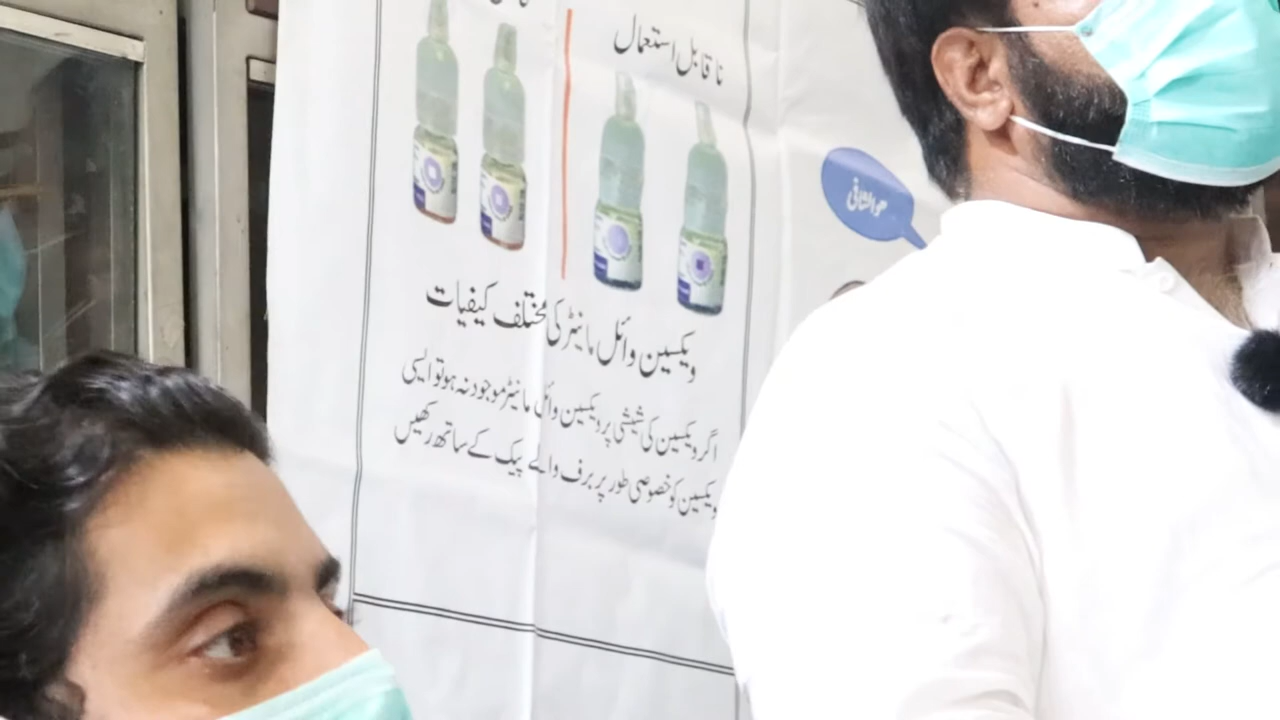 ناقابل استعمال
ھوالشافی
ویکسین وائل مانیٹر کی مختلف کیفیات
اگر ویکسین کی شیشی پر ویکسین وائل مانیٹر موجود نہ ہو تو ایسی
ویکسین کو خصوصی طور پر برف والے پیک کے ساتھ رکھیں